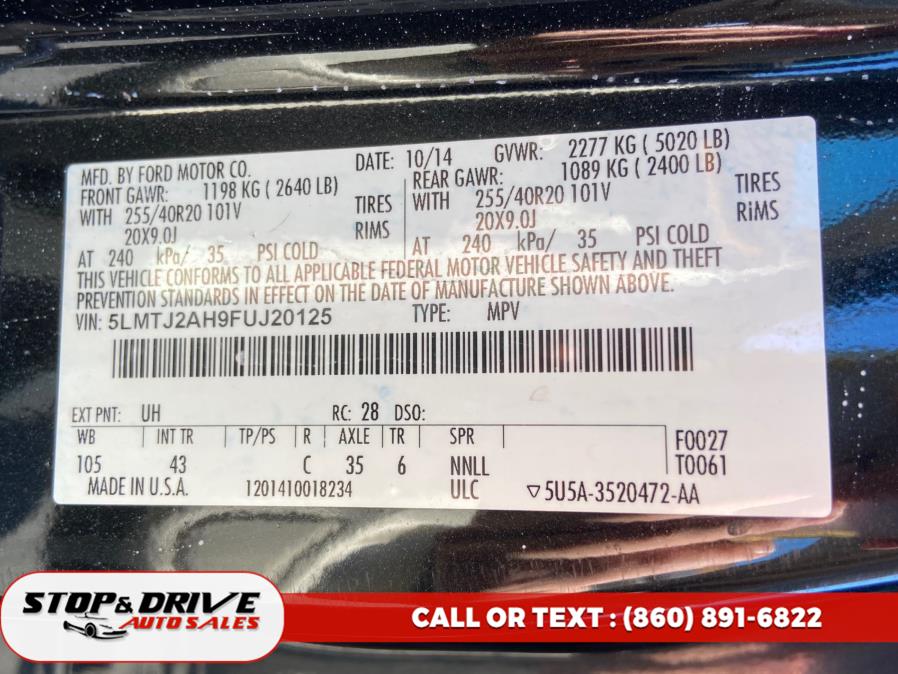 MFD. BY FORD MOTOR CO. DATE: 10/14 GVWR: 2277 KG ( 5020 LB)
FRONT GAWR: 1198 KG ( 2640 LB) REAR GAWR: 1089 KG ( 2400 LB)
WITH 255/40R20 101V TIRES WITH 255/40R20 101V TIRES
20X9.0J RIMS 20X9.0J RiMS
AT 240 kPa/ 35 PSI COLD AT 240 kPa/ 35 PSI COLD
THIS VEHICLE CONFORMS TO ALL APPLICABLE FEDERAL MOTOR VEHICLE SAFETY AND THEFT
PREVENTION STANDARDS IN EFFECT ON THE DATE OF MANUFACTURE SHOWN ABOVE.
VIN: 5LMTJ2AH9FUJ20125 TYPE: MPV
EXT PNT: UH RC: 28 DSO:
WB INT TR TP/PS R AXLE TR SPR F0027
105 43 C 35 6 NNLL T0061
MADE IN U.S.A. 1201410018234 ULC ▽5U5A-3520472-AA
STOP & DRIVE
AUTO SALES
CALL OR TEXT : (860) 891-6822